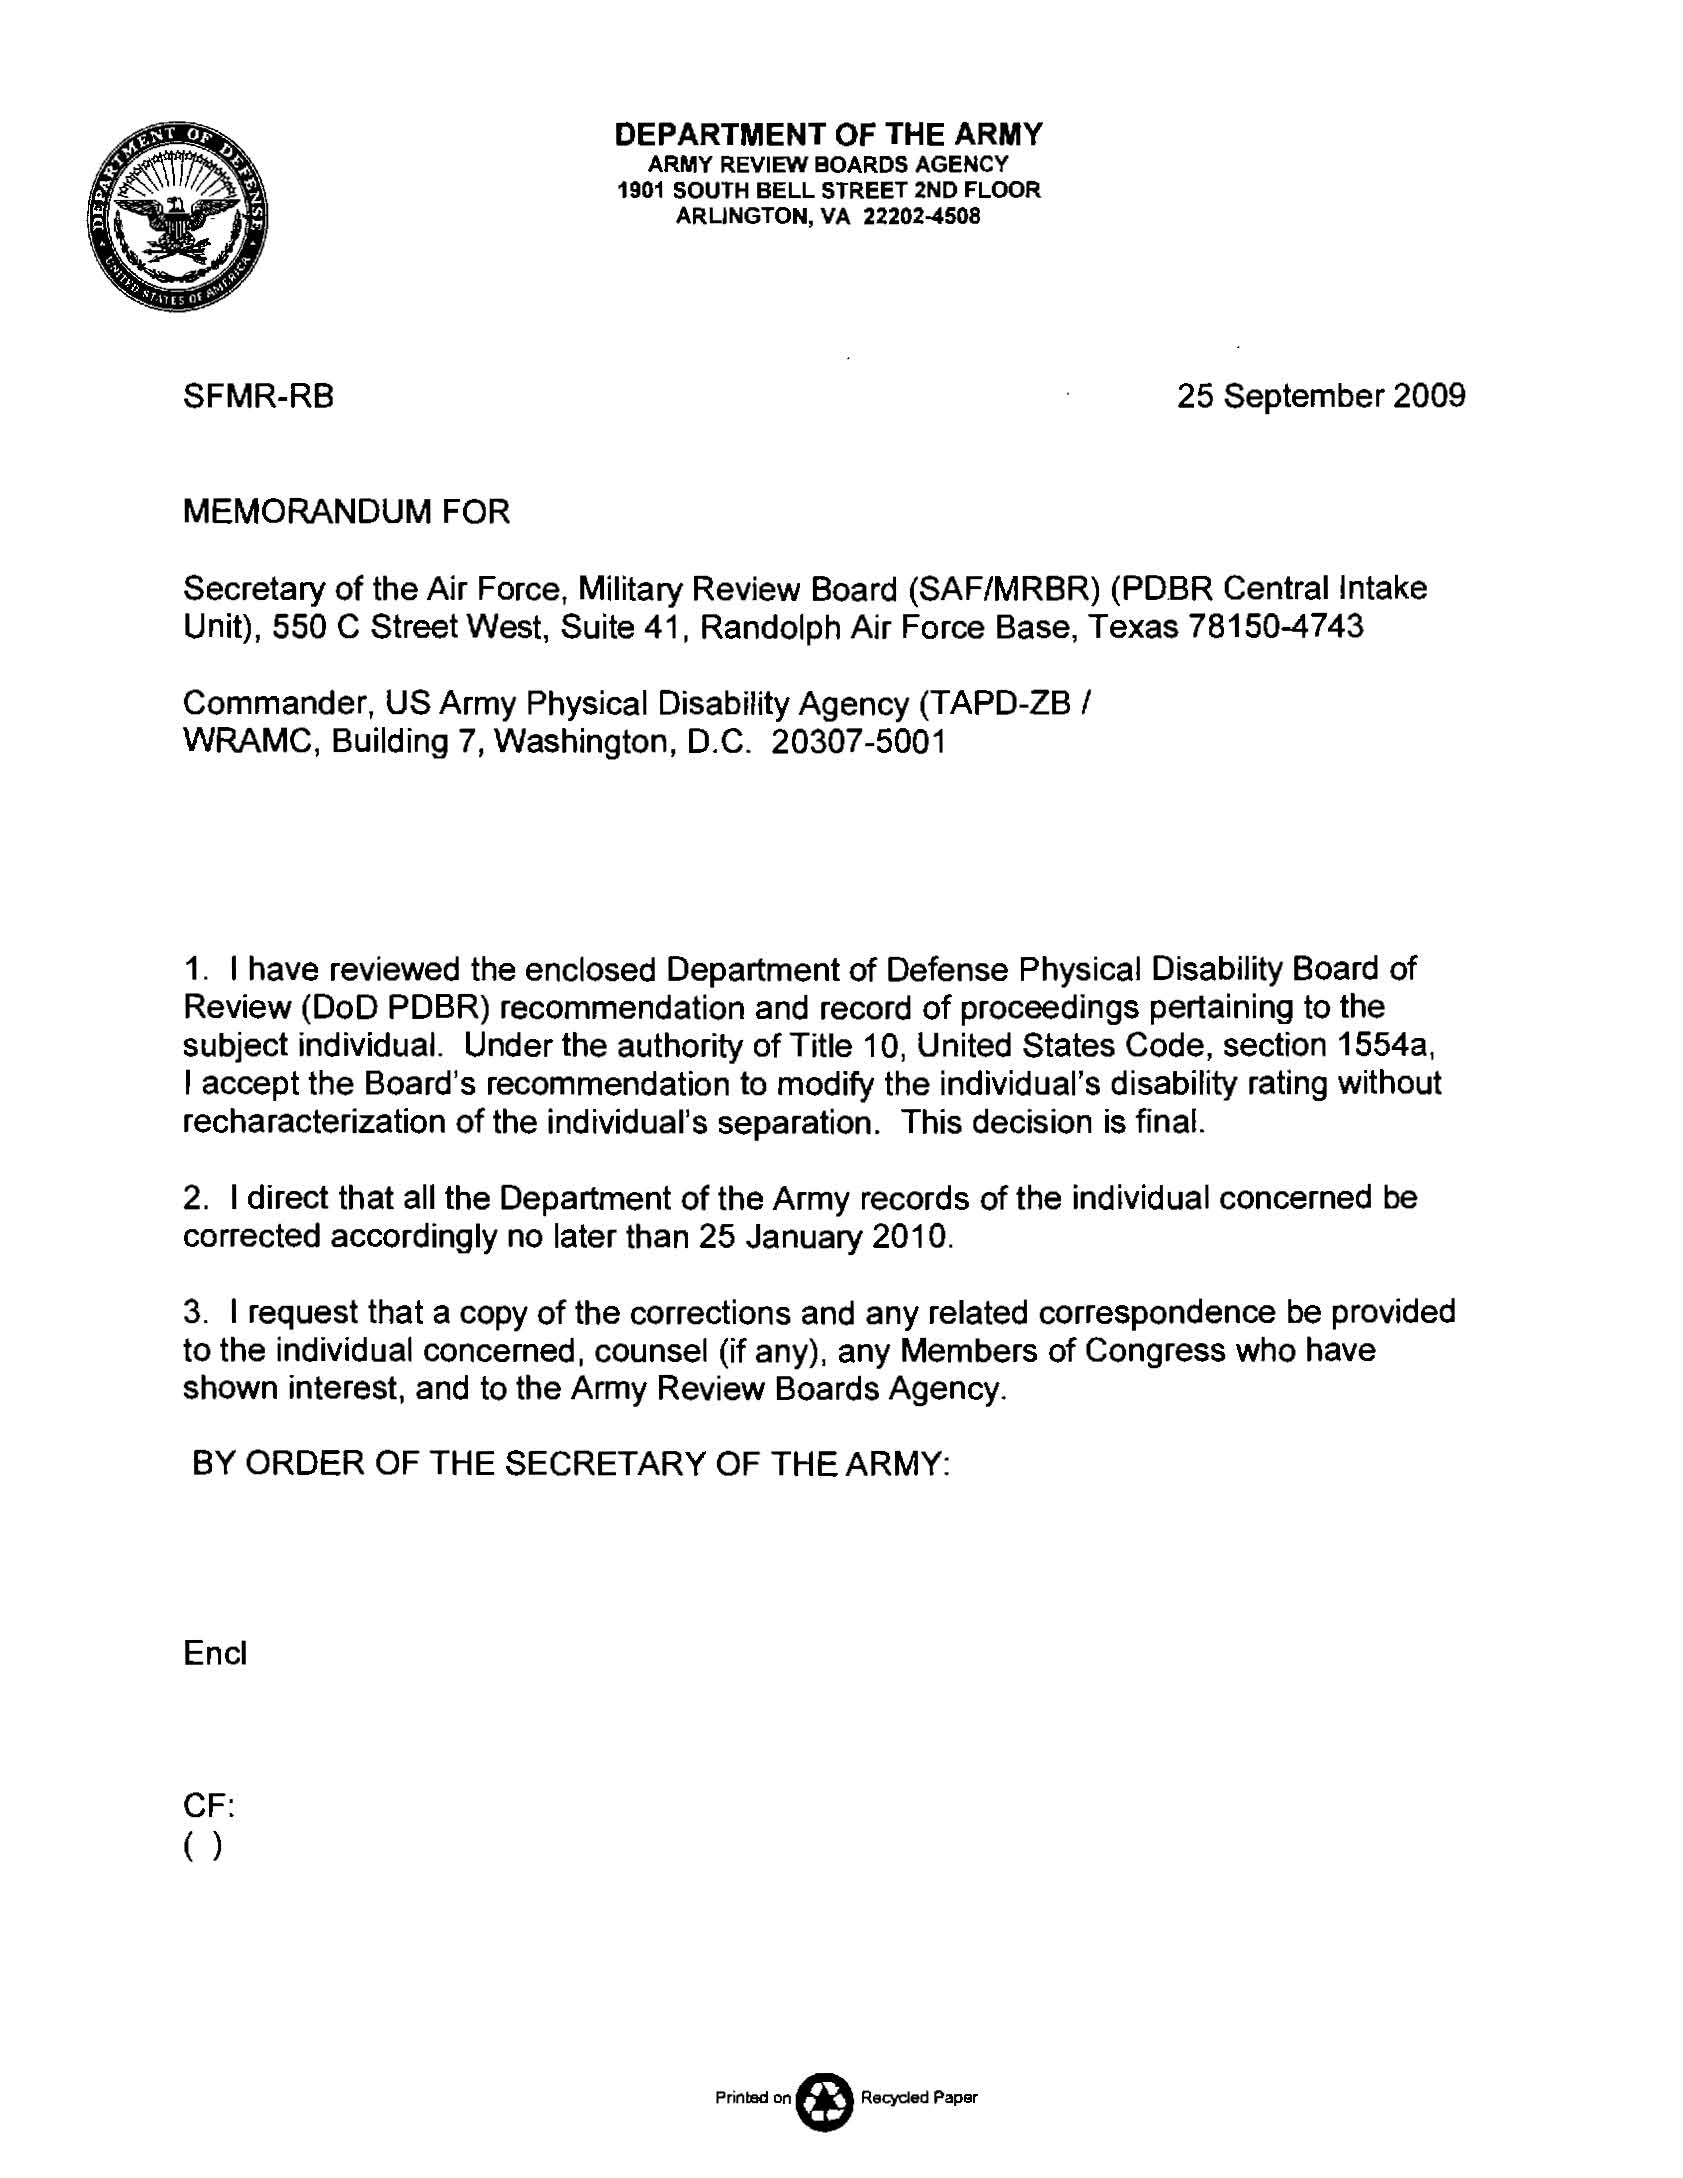 DEPARTMENT OF DEFENSE
UNITED STATES OF AMERICA
DEPARTMENT OF THE ARMY
ARMY REVIEW BOARDS AGENCY
1901 SOUTH BELL STREET 2ND FLOOR
ARLINGTON, VA 22202-4508
SFMR-RB 25 September 2009
MEMORANDUM FOR
Secretary of the Air Force, Military Review Board (SAF/MRBR) (PDBR Central Intake
Unit), 550 C Street West, Suite 41, Randolph Air Force Base, Texas 78150-4743
Commander, US Army Physical Disability Agency (TAPD-ZB /
WRAMC, Building 7, Washington, D.C. 20307-5001
1. I have reviewed the enclosed Department of Defense Physical Disability Board of
Review (DoD PDBR) recommendation and record of proceedings pertaining to the
subject individual. Under the authority of Title 10, United States Code, section 1554a,
I accept the Board's recommendation to modify the individual's disability rating without
recharacterization of the individual's separation. This decision is final.
2. I direct that all the Department of the Army records of the individual concerned be
corrected accordingly no later than 25 January 2010.
3. I request that a copy of the corrections and any related correspondence be provided
to the individual concerned, counsel (if any), any Members of Congress who have
shown interest, and to the Army Review Boards Agency.
BY ORDER OF THE SECRETARY OF THE ARMY:
Encl
CF:
( )
Printed on Recycled Paper